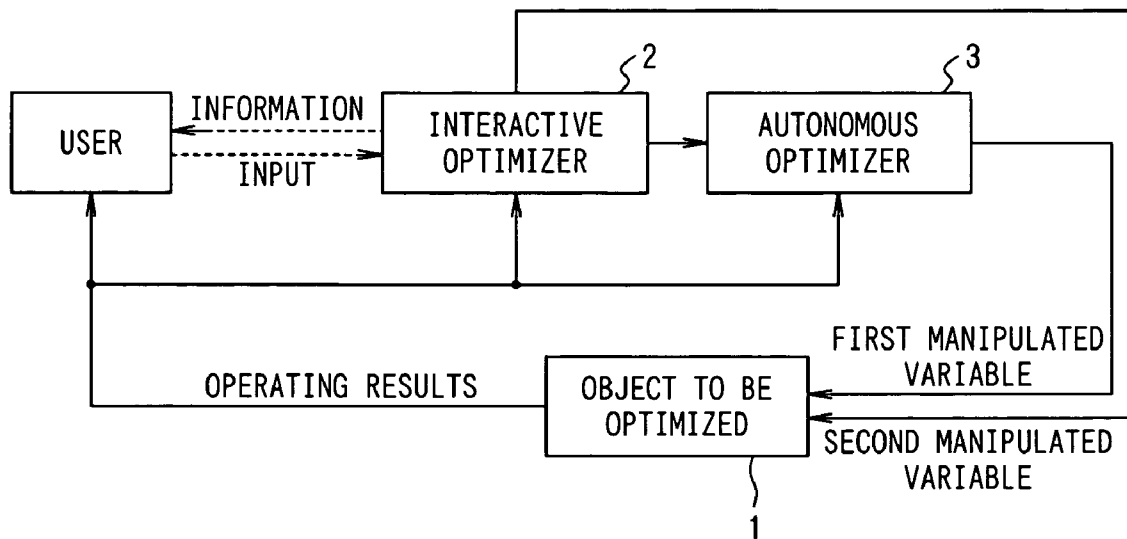 2
3
USER
INFORMATION
INPUT
INTERACTIVE
OPTIMIZER
AUTONOMOUS
OPTIMIZER
FIRST MANIPULATED
VARIABLE
OPERATING RESULTS
OBJECT TO BE
OPTIMIZED
SECOND MANIPULATED
VARIABLE
1